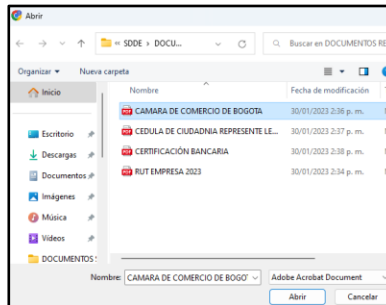 Abrir
« SDDE › DOCU...
Buscar en DOCUMENTOS RE
Organizar
Nueva carpeta
Nombre Fecha de modificación
Inicio
CAMARA DE COMERCIO DE BOGOTA 30/01/2023 2:36 p. m.
Escritorio CEDULA DE CIUDADNIA REPRESENTE LE... 30/01/2023 2:37 p. m.
Descargas CERTIFICACIÓN BANCARIA 30/01/2023 2:38 p. m.
Documentos RUT EMPRESA 2023 30/01/2023 2:34 p. m.
Imágenes
Música
Vídeos
DOCUMENTOS
Nombre: CAMARA DE COMERCIO DE BOGO Adobe Acrobat Document
Abrir Cancelar